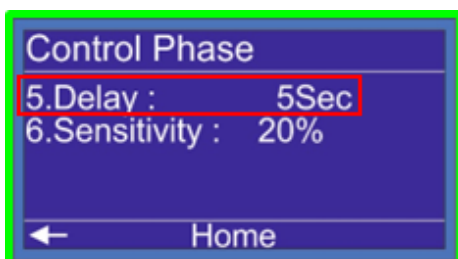 Control Phase
5.Delay : 5Sec
6.Sensitivity : 20%
Home